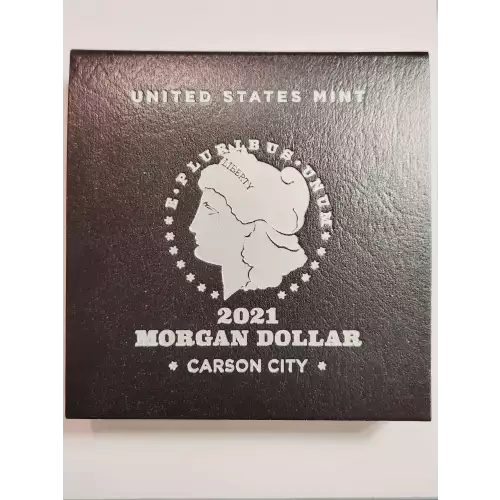 UNITED STATES MINT
E·PLURIBUS·UNUM
LIBERTY
2021
MORGAN DOLLAR
* CARSON CITY *